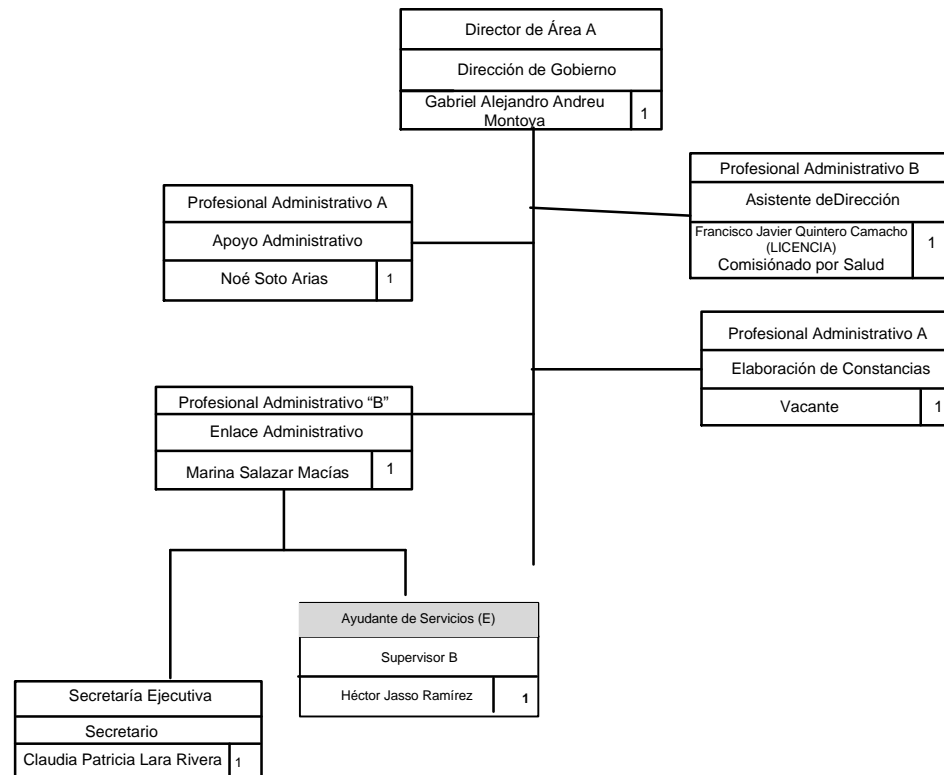 Director de Área A
Dirección de Gobierno
Gabriel Alejandro Andreu
Montoya
1
Profesional Administrativo B
Asistente deDirección
Francisco Javier Quintero Camacho
(LICENCIA)
Comisiónado por Salud
1
Profesional Administrativo A
Apoyo Administrativo
Noé Soto Arias
1
Profesional Administrativo A
Elaboración de Constancias
Vacante
1
Profesional Administrativo “B”
Enlace Administrativo
Marina Salazar Macías
1
Ayudante de Servicios (E)
Supervisor B
Héctor Jasso Ramírez
1
Secretaría Ejecutiva
Secretario
Claudia Patricia Lara Rivera
1